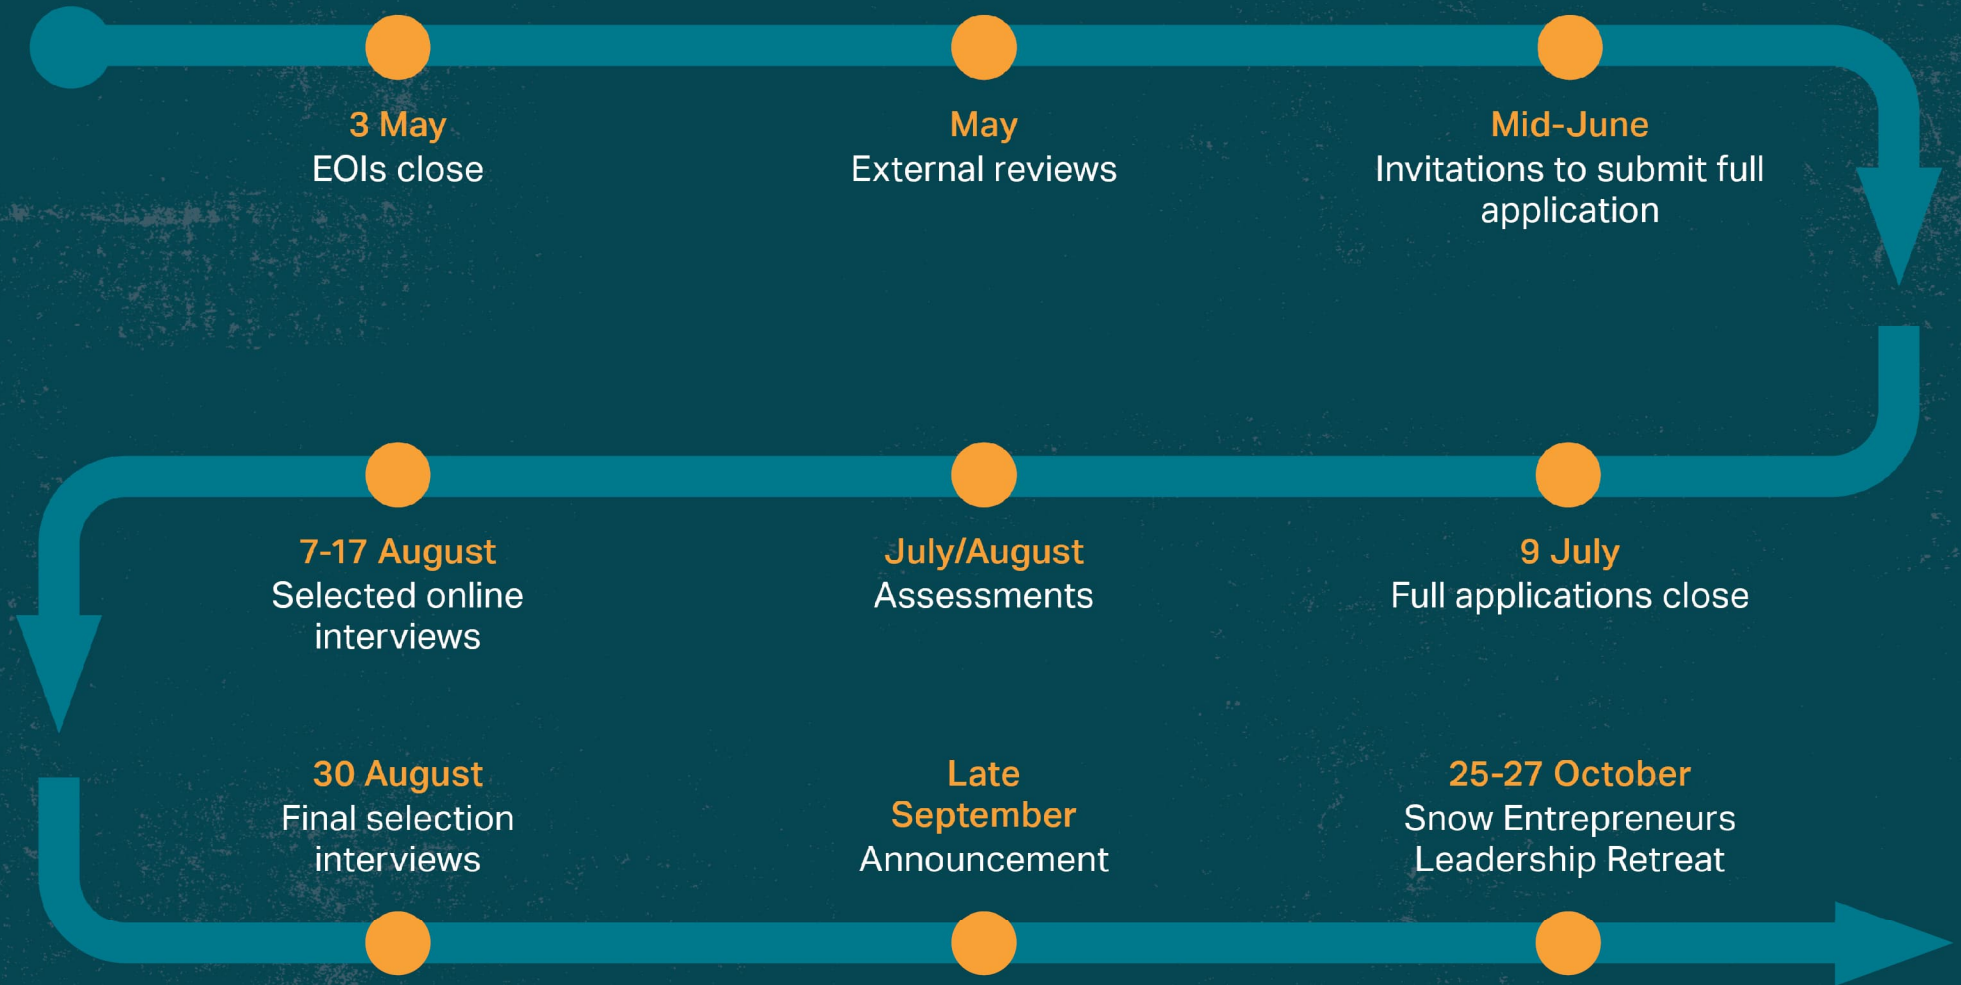 3 May
EOIs close
May
External reviews
Mid-June
Invitations to submit full
application
9 July
Full applications close
July/August
Assessments
7-17 August
Selected online
interviews
30 August
Final selection
interviews
Late
September
Announcement
25-27 October
Snow Entrepreneurs
Leadership Retreat